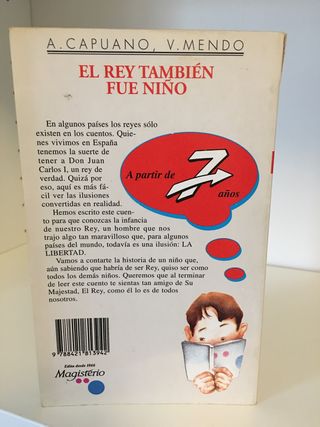 A. CAPUANO, V. MENDO
EL REY TAMBIÉN
FUE NIÑO
En algunos países los reyes sólo
existen en los cuentos. Quie-
nes vivimos en España
tenemos la suerte de
tener a Don Juan
Carlos I, un rey de
verdad. Quizá por
eso, aquí es más fá-
cil ver las ilusiones
convertidas en realidad.
A partir de
7
años
Hemos escrito este cuen-
to para que conozcas la infancia
de nuestro Rey, un hombre que nos
trajo algo tan maravilloso que, para algunos
países del mundo, todavía es una ilusión: LA
LIBERTAD.
Vamos a contarte la historia de un niño que,
aún sabiendo que habría de ser Rey, quiso ser como
todos los demás niños. Queremos que al terminar
de leer este cuento te sientas tan amigo de Su
Majestad, El Rey, como él lo es de todos
nosotros.
9 788421 813942
Edita desde 1866
Magisterio